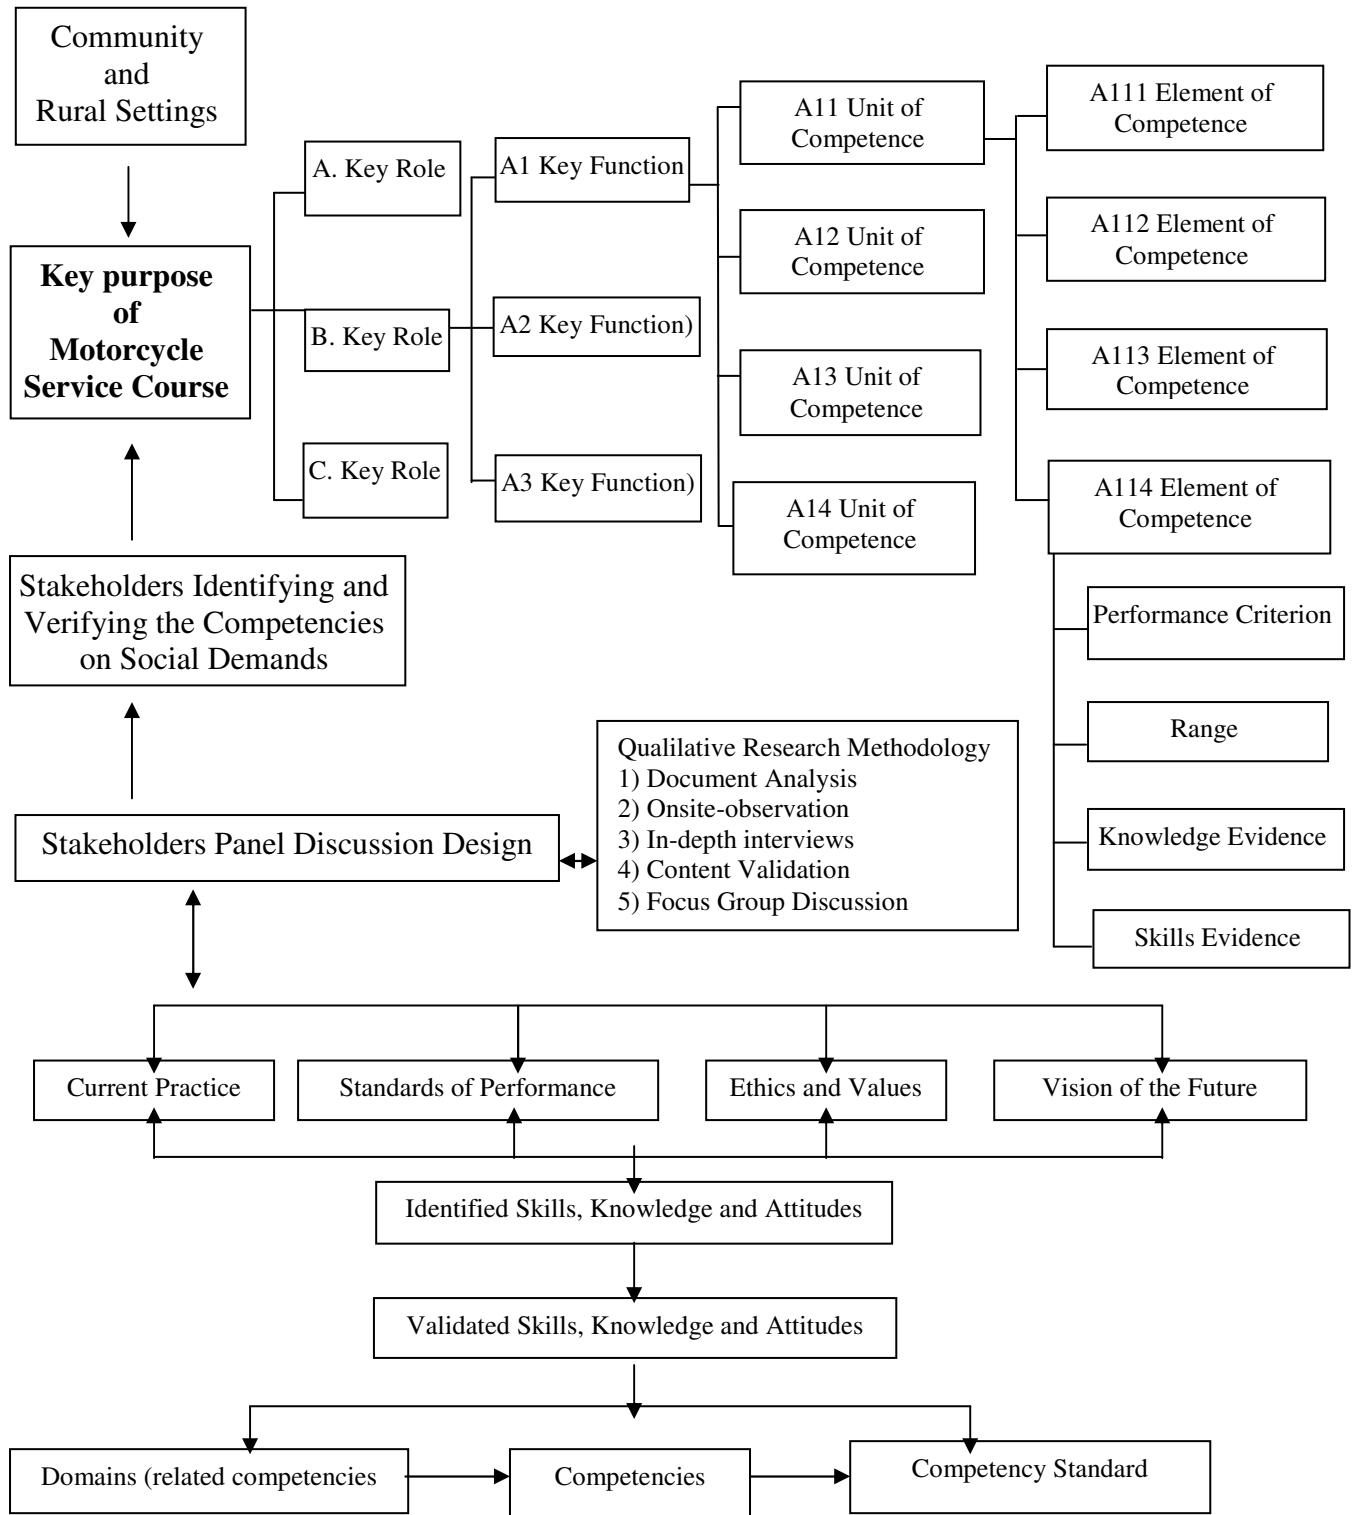 Community
and
Rural Settings
Key purpose
of
Motorcycle
Service Course
A. Key Role
B. Key Role
C. Key Role
A1 Key Function
A2 Key Function)
A3 Key Function)
A11 Unit of
Competence
A12 Unit of
Competence
A13 Unit of
Competence
A14 Unit of
Competence
A111 Element of
Competence
A112 Element of
Competence
A113 Element of
Competence
A114 Element of
Competence
Performance Criterion
Range
Knowledge Evidence
Skills Evidence
Stakeholders Identifying and
Verifying the Competencies
on Social Demands
Stakeholders Panel Discussion Design
Qualilative Research Methodology
1) Document Analysis
2) Onsite-observation
3) In-depth interviews
4) Content Validation
5) Focus Group Discussion
Current Practice
Standards of Performance
Ethics and Values
Vision of the Future
Identified Skills, Knowledge and Attitudes
Validated Skills, Knowledge and Attitudes
Domains (related competencies
Competencies
Competency Standard